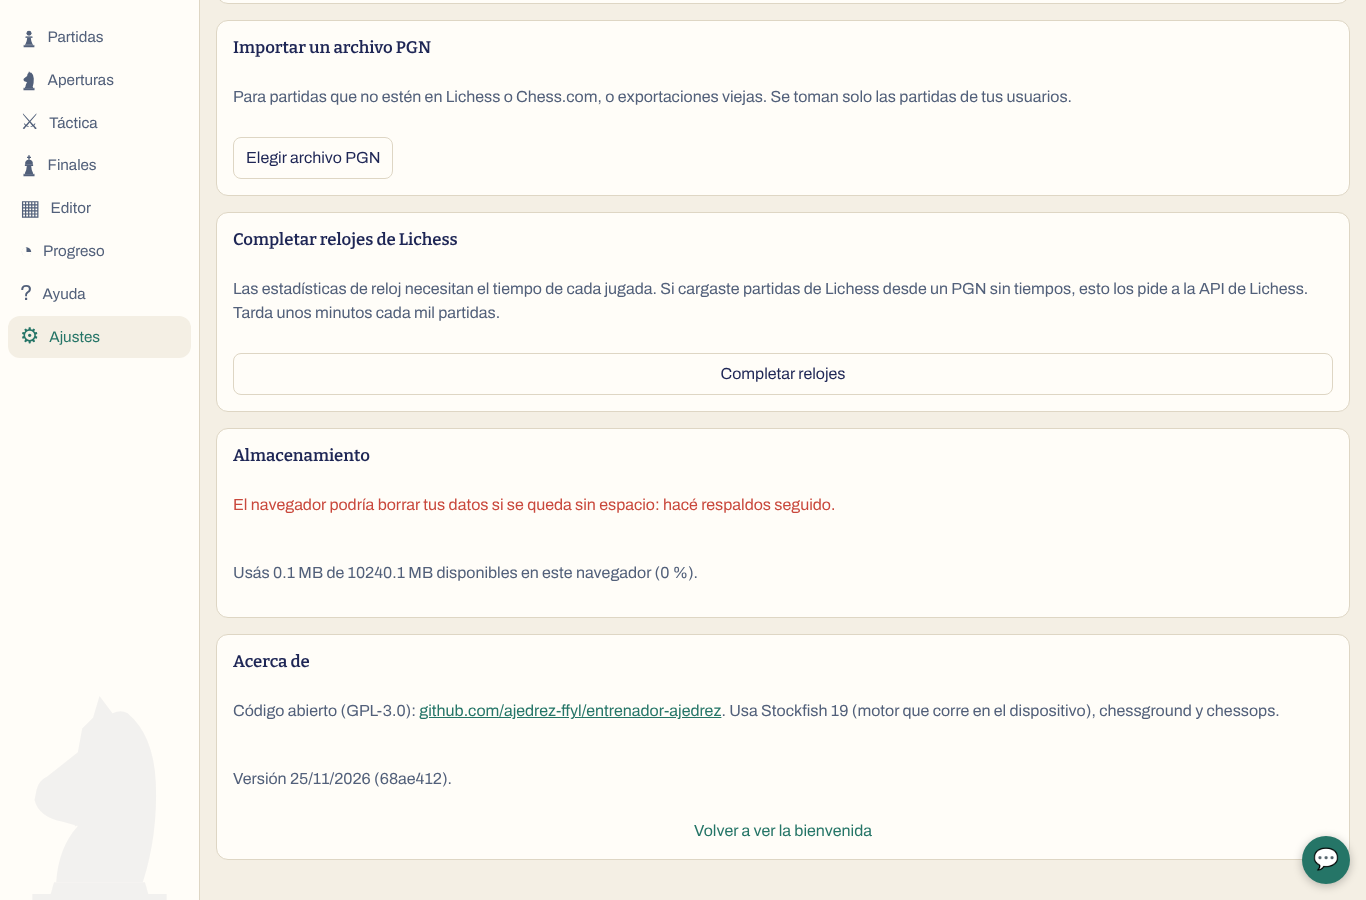 Partidas
Aperturas
Táctica
Finales
Editor
Progreso
? Ayuda
Ajustes
Importar un archivo PGN
Para partidas que no estén en Lichess o Chess.com, o exportaciones viejas. Se toman solo las partidas de tus usuarios.
Elegir archivo PGN
Completar relojes de Lichess
Las estadísticas de reloj necesitan el tiempo de cada jugada. Si cargaste partidas de Lichess desde un PGN sin tiempos, esto los pide a la API de Lichess.
Tarda unos minutos cada mil partidas.
Completar relojes
Almacenamiento
El navegador podría borrar tus datos si se queda sin espacio: hacé respaldos seguido.
Usás 0.1 MB de 10240.1 MB disponibles en este navegador (0 %).
Acerca de
Código abierto (GPL-3.0): github.com/ajedrez-ffyl/entrenador-ajedrez. Usa Stockfish 19 (motor que corre en el dispositivo), chessground y chessops.
Versión 25/11/2026 (68ae412).
Volver a ver la bienvenida